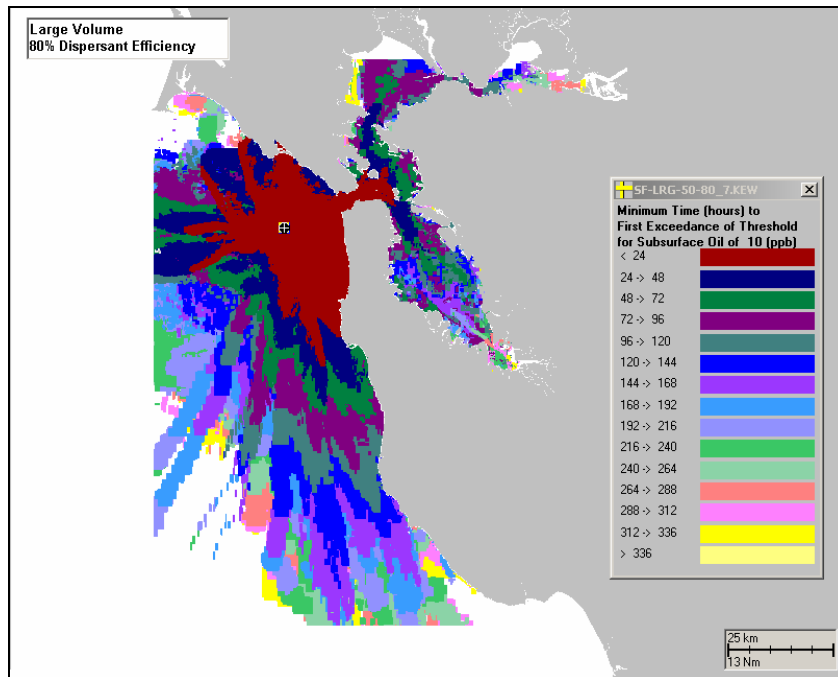 Large Volume
80% Dispersant Efficiency
SF-LRG-50-80_7.KEW
Minimum Time (hours) to
First Exceedance of Threshold
for Subsurface Oil of 10 (ppb)
< 24
24 -> 48
48 -> 72
72 -> 96
96 -> 120
120 -> 144
144 -> 168
168 -> 192
192 -> 216
216 -> 240
240 -> 264
264 -> 288
288 -> 312
312 -> 336
> 336
25 km
13 Nm